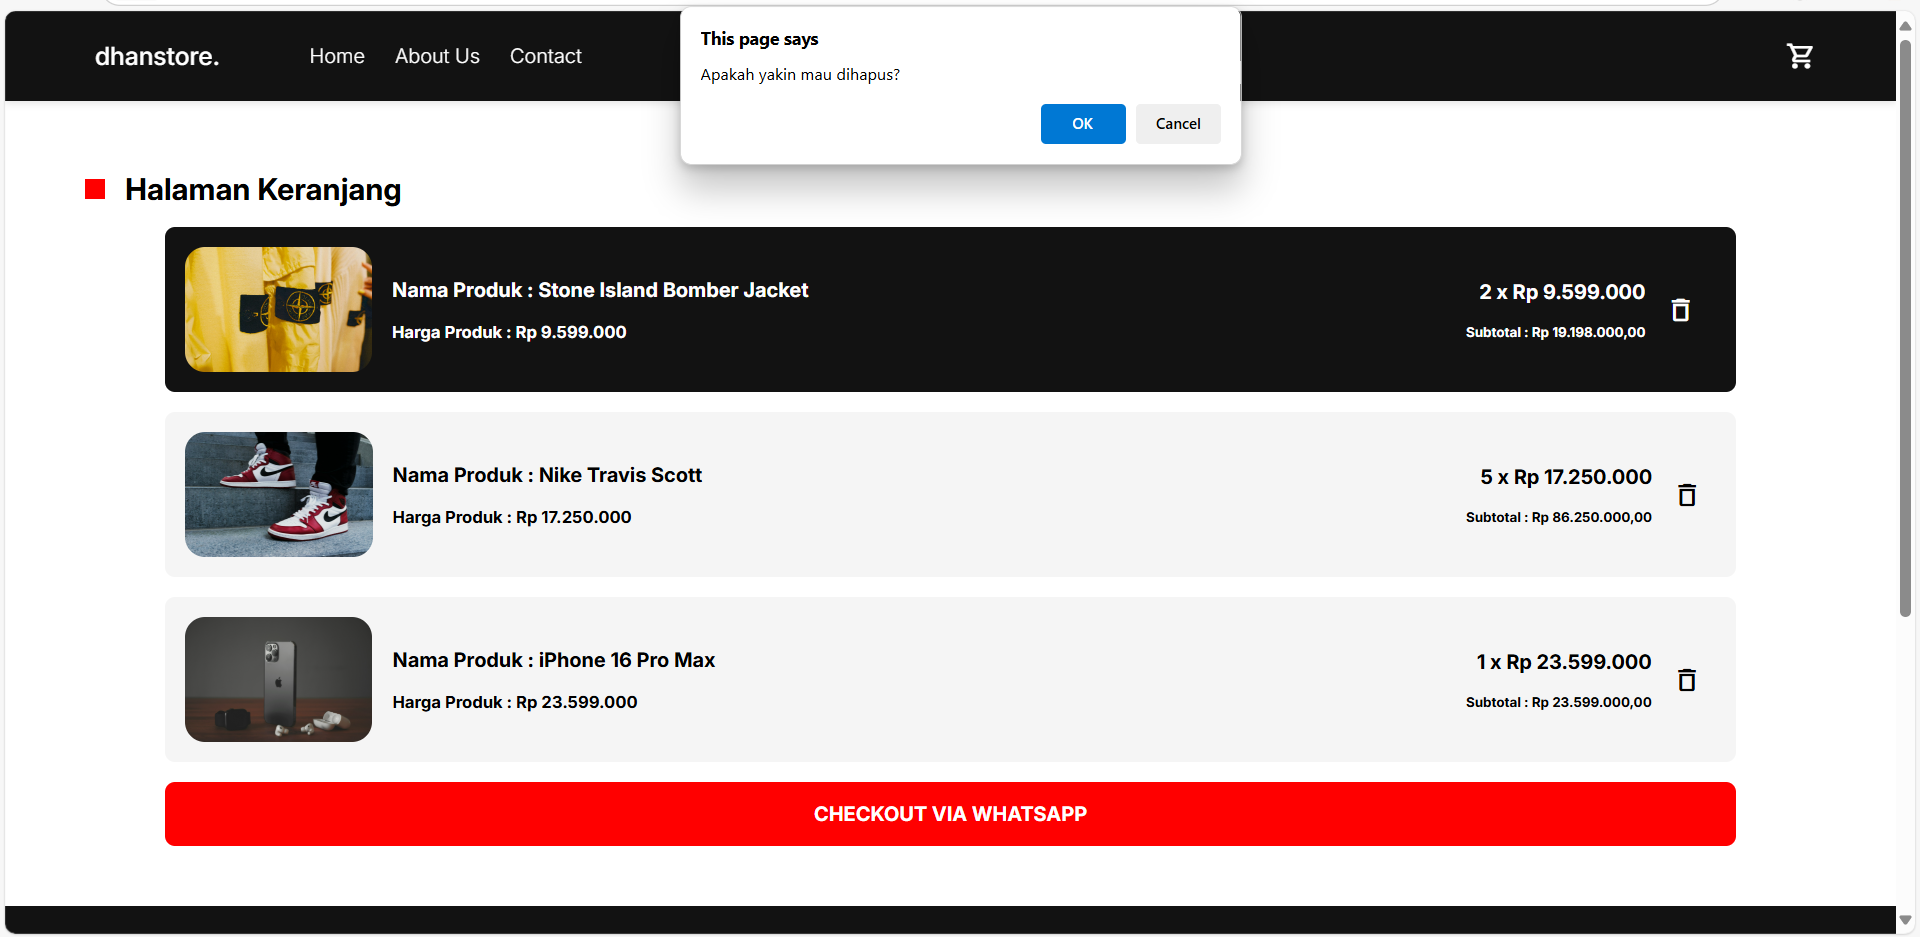 This page says
Apakah yakin mau dihapus?
OK
Cancel
dhanstore.
Home
About Us
Contact
Halaman Keranjang
Nama Produk : Stone Island Bomber Jacket
Harga Produk : Rp 9.599.000
2 x Rp 9.599.000
Subtotal : Rp 19.198.000,00
Nama Produk : Nike Travis Scott
Harga Produk : Rp 17.250.000
5 x Rp 17.250.000
Subtotal : Rp 86.250.000,00
Nama Produk : iPhone 16 Pro Max
Harga Produk : Rp 23.599.000
1 x Rp 23.599.000
Subtotal : Rp 23.599.000,00
CHECKOUT VIA WHATSAPP